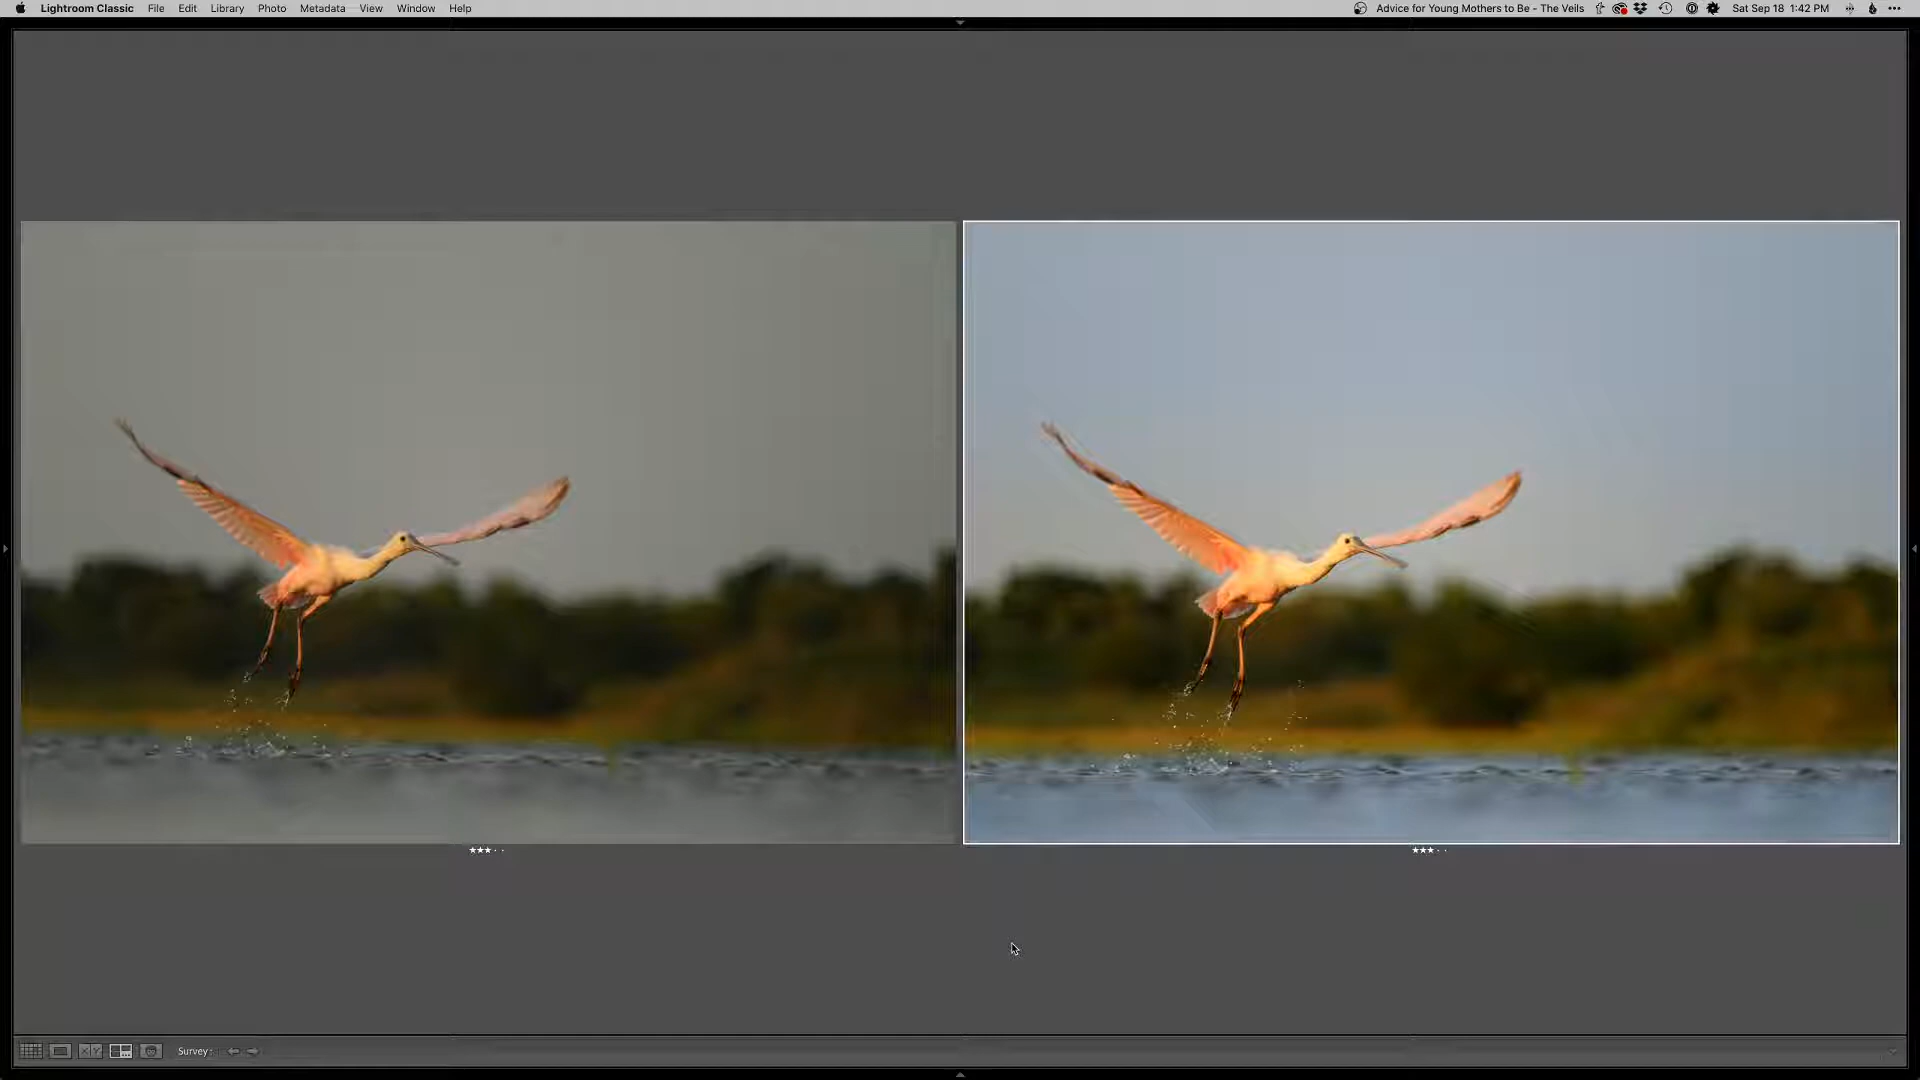 Lightroom Classic File Edit Library Photo Metadata View Window Help Advice for Young Mothers to Be - The Veils Sat Sep 18 1:42 PM
XY Survey :